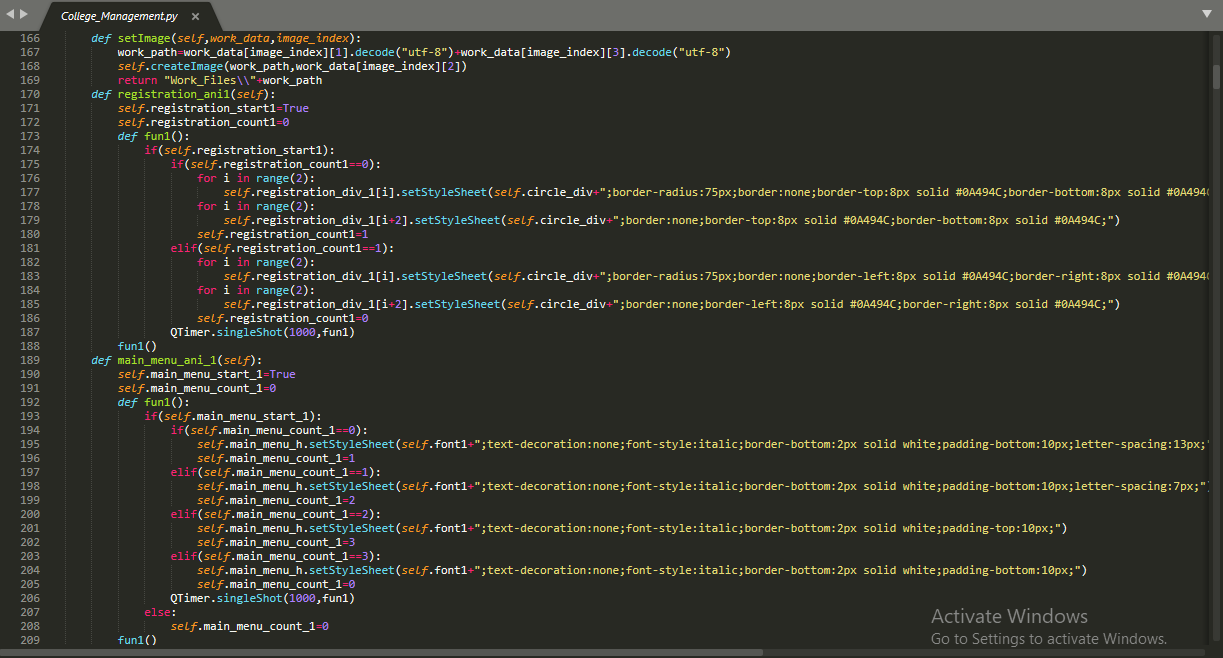 College_Management.py ×
166 def setImage(self,work_data,image_index):
167 work_path=work_data[image_index][1].decode("utf-8")+work_data[image_index][3].decode("utf-8")
168 self.createImage(work_path,work_data[image_index][2])
169 return "Work_Files\\"+work_path
170 def registration_ani1(self):
171 self.registration_start1=True
172 self.registration_count1=0
173 def fun1():
174 if(self.registration_start1):
175 if(self.registration_count1==0):
176 for i in range(2):
177 self.registration_div_1[i].setStyleSheet(self.circle_div+";border-radius:75px;border:none;border-top:8px solid #0A494C;border-bottom:8px solid #0A494C
178 for i in range(2):
179 self.registration_div_1[i+2].setStyleSheet(self.circle_div+";border:none;border-top:8px solid #0A494C;border-bottom:8px solid #0A494C;")
180 self.registration_count1=1
181 elif(self.registration_count1==1):
182 for i in range(2):
183 self.registration_div_1[i].setStyleSheet(self.circle_div+";border-radius:75px;border:none;border-left:8px solid #0A494C;border-right:8px solid #0A494C
184 for i in range(2):
185 self.registration_div_1[i+2].setStyleSheet(self.circle_div+";border:none;border-left:8px solid #0A494C;border-right:8px solid #0A494C;")
186 self.registration_count1=0
187 QTimer.singleShot(1000,fun1)
188 fun1()
189 def main_menu_ani_1(self):
190 self.main_menu_start_1=True
191 self.main_menu_count_1=0
192 def fun1():
193 if(self.main_menu_start_1):
194 if(self.main_menu_count_1==0):
195 self.main_menu_h.setStyleSheet(self.font1+";text-decoration:none;font-style:italic;border-bottom:2px solid white;padding-bottom:10px;letter-spacing:13px;"
196 self.main_menu_count_1=1
197 elif(self.main_menu_count_1==1):
198 self.main_menu_h.setStyleSheet(self.font1+";text-decoration:none;font-style:italic;border-bottom:2px solid white;padding-bottom:10px;letter-spacing:7px;")
199 self.main_menu_count_1=2
200 elif(self.main_menu_count_1==2):
201 self.main_menu_h.setStyleSheet(self.font1+";text-decoration:none;font-style:italic;border-bottom:2px solid white;padding-top:10px;")
202 self.main_menu_count_1=3
203 elif(self.main_menu_count_1==3):
204 self.main_menu_h.setStyleSheet(self.font1+";text-decoration:none;font-style:italic;border-bottom:2px solid white;padding-bottom:10px;")
205 self.main_menu_count_1=0
206 QTimer.singleShot(1000,fun1)
207 else:
208 self.main_menu_count_1=0
209 fun1()
Activate Windows
Go to Settings to activate Windows.